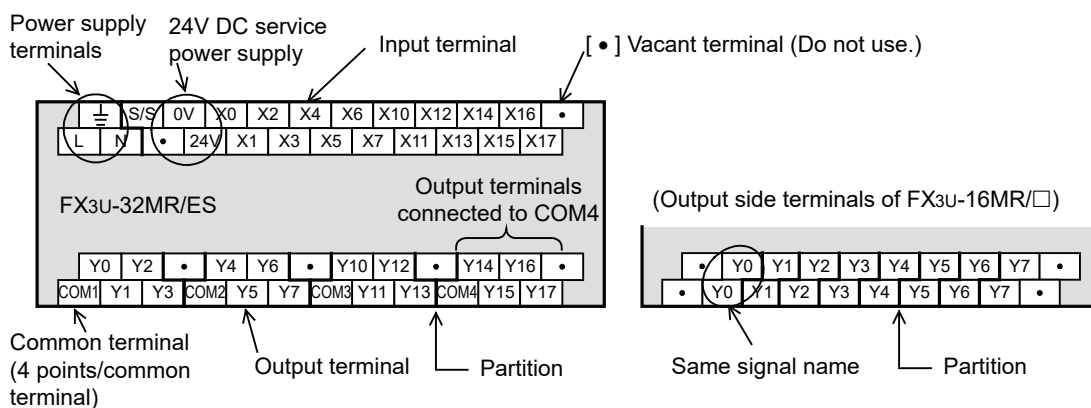 Power supply
terminals
24V DC service
power supply
Input terminal
[ • ] Vacant terminal (Do not use.)
⏚ S/S 0V X0 X2 X4 X6 X10 X12 X14 X16 •
L N • 24V X1 X3 X5 X7 X11 X13 X15 X17
FX3U-32MR/ES
Output terminals
connected to COM4
Y0 Y2 • Y4 Y6 • Y10 Y12 • Y14 Y16 •
COM1 Y1 Y3 COM2 Y5 Y7 COM3 Y11 Y13 COM4 Y15 Y17
Common terminal
(4 points/common
terminal)
Output terminal
Partition
(Output side terminals of FX3U-16MR/□)
• Y0 Y1 Y2 Y3 Y4 Y5 Y6 Y7 •
• Y0 Y1 Y2 Y3 Y4 Y5 Y6 Y7 •
Same signal name
Partition